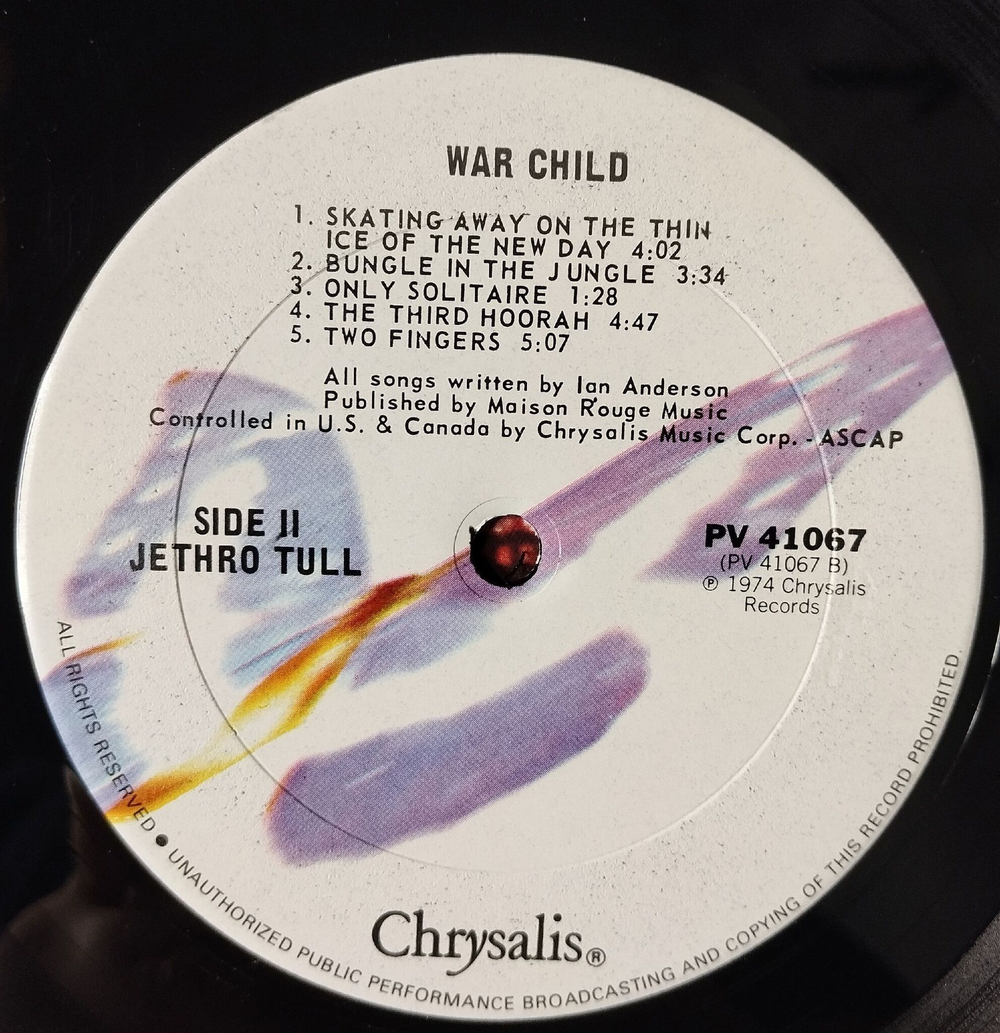 WAR CHILD
1. SKATING AWAY ON THE THIN
ICE OF THE NEW DAY 4:02
2. BUNGLE IN THE JUNGLE 3:34
3. ONLY SOLITAIRE 1:28
4. THE THIRD HOORAH 4:47
5. TWO FINGERS 5:07
All songs written by Ian Anderson
Published by Maison Rouge Music
Controlled in U.S. & Canada by Chrysalis Music Corp. - ASCAP
SIDE II
JETHRO TULL
PV 41067
(PV 41067 B)
℗ 1974 Chrysalis
Records
Chrysalis®
ALL RIGHTS RESERVED • UNAUTHORIZED PUBLIC PERFORMANCE BROADCASTING AND COPYING OF THIS RECORD PROHIBITED.